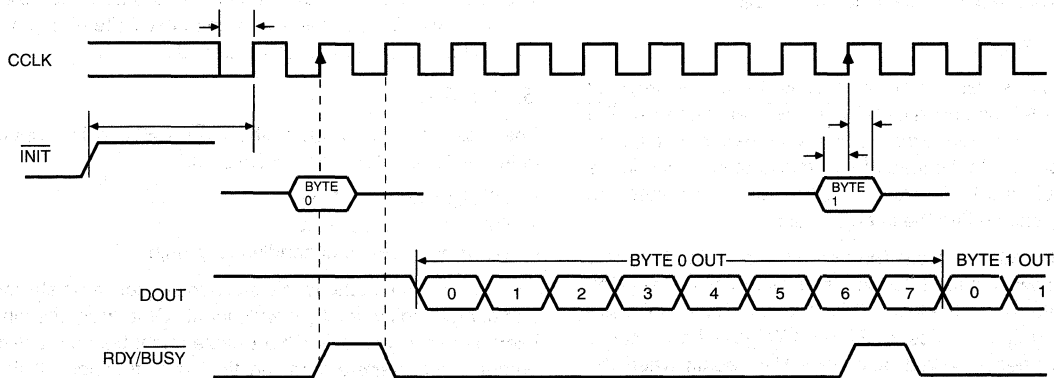 CCLK
INIT
BYTE
0
BYTE
1
BYTE 0 OUT
BYTE 1 OUT
DOUT
0 1 2 3 4 5 6 7 0 1
RDY/BUSY